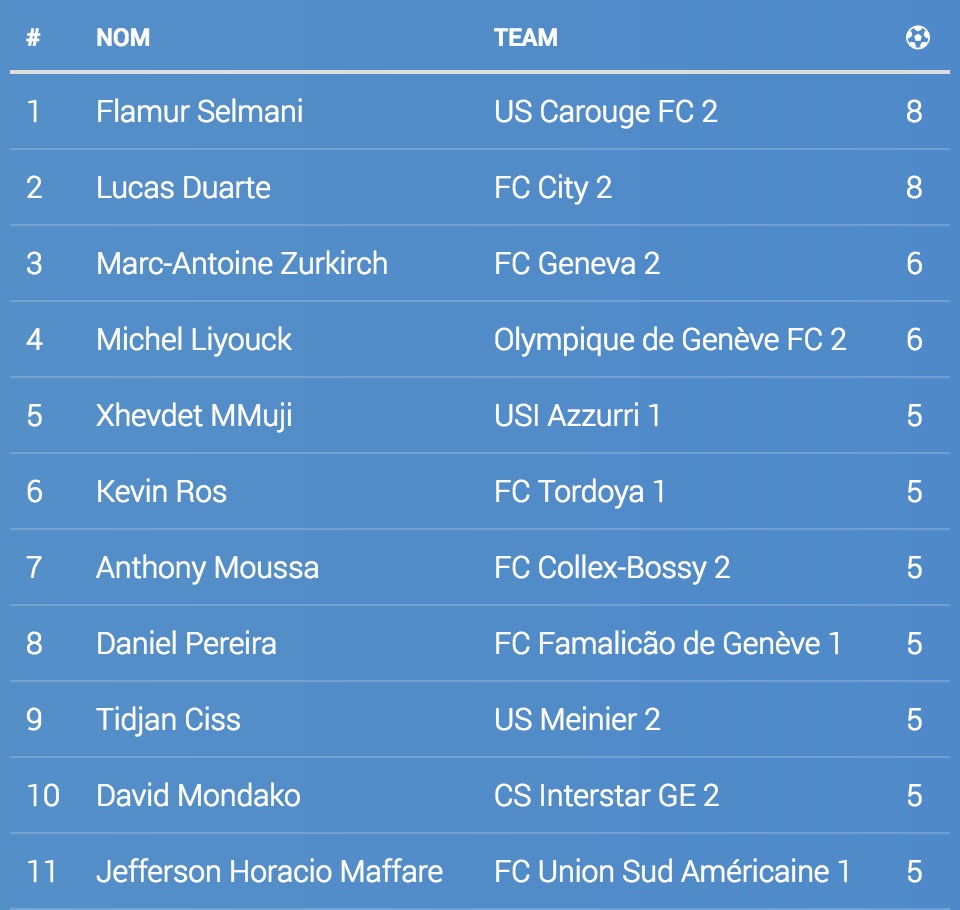 # NOM TEAM
1 Flamur Selmani US Carouge FC 2 8
2 Lucas Duarte FC City 2 8
3 Marc-Antoine Zurkirch FC Geneva 2 6
4 Michel Liyouck Olympique de Genève FC 2 6
5 Xhevdet MMuji USI Azzurri 1 5
6 Kevin Ros FC Tordoya 1 5
7 Anthony Moussa FC Collex-Bossy 2 5
8 Daniel Pereira FC Famalicão de Genève 1 5
9 Tidjan Ciss US Meinier 2 5
10 David Mondako CS Interstar GE 2 5
11 Jefferson Horacio Maffare FC Union Sud Américaine 1 5